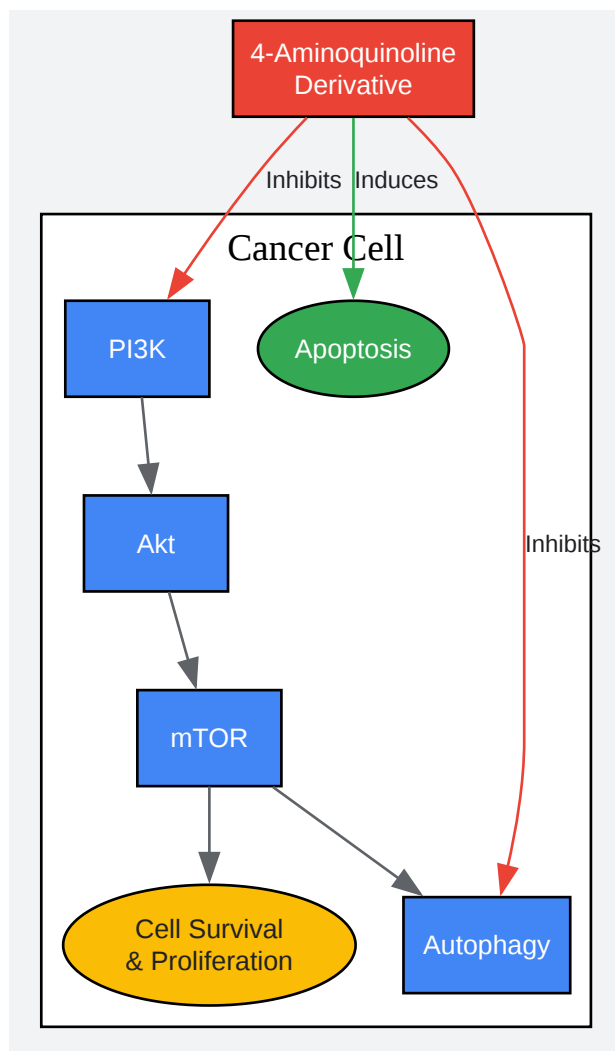 4-Aminoquinoline
Derivative
Inhibits
Induces
Cancer Cell
PI3K
Apoptosis
Akt
Inhibits
mTOR
Cell Survival
& Proliferation
Autophagy